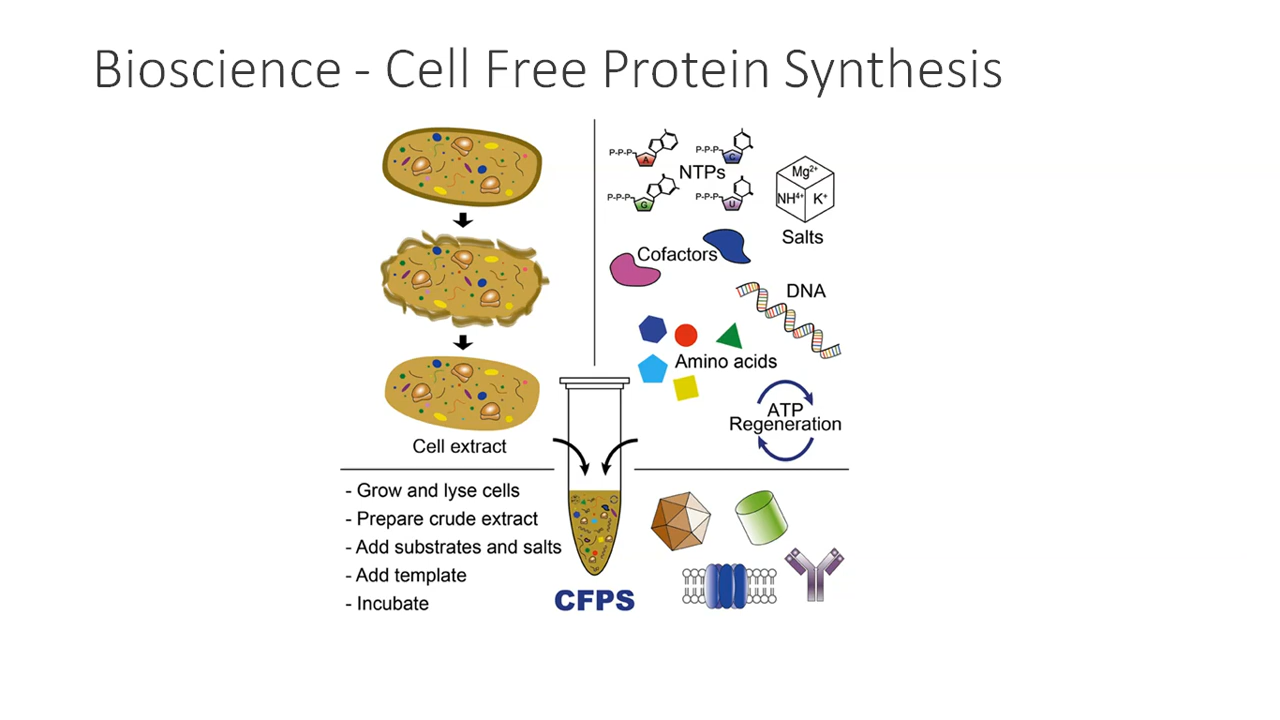 Bioscience - Cell Free Protein Synthesis
P-P-P
A
P-P-P
C
NTPs
P-P-P
G
P-P-P
U
Mg²⁺
NH⁴⁺
K⁺
Salts
Cofactors
DNA
Amino acids
ATP
Regeneration
Cell extract
- Grow and lyse cells
- Prepare crude extract
- Add substrates and salts
- Add template
- Incubate
CFPS